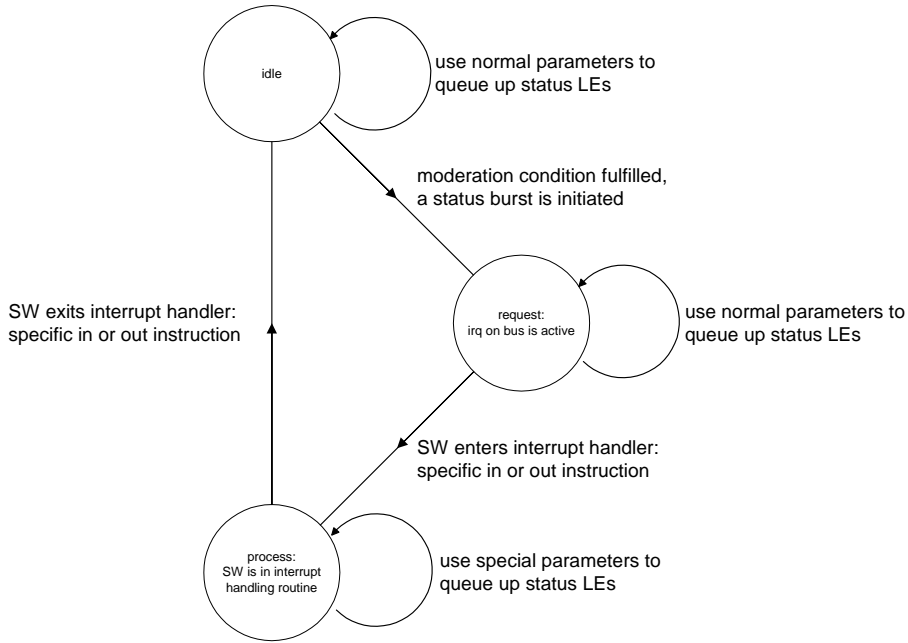 idle
use normal parameters to
queue up status LEs
moderation condition fulfilled,
a status burst is initiated
SW exits interrupt handler:
specific in or out instruction
request:
irq on bus is active
use normal parameters to
queue up status LEs
SW enters interrupt handler:
specific in or out instruction
process:
SW is in interrupt
handling routine
use special parameters to
queue up status LEs